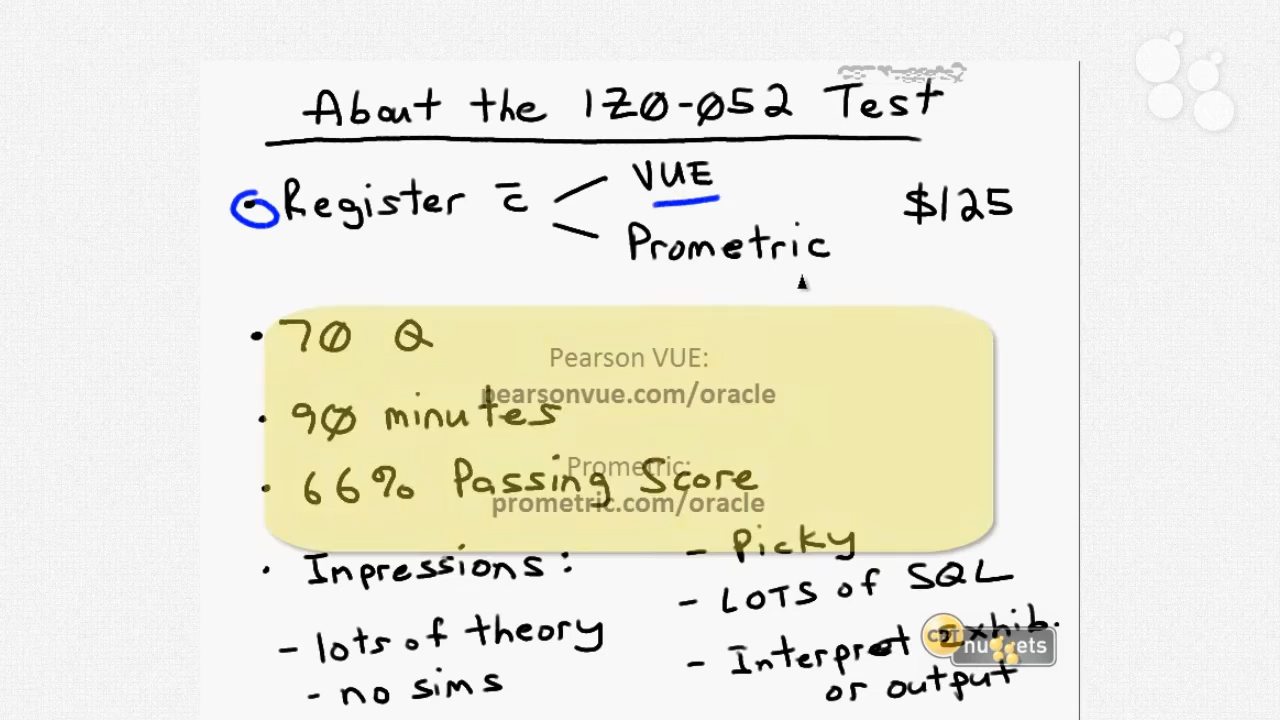 About the 1Z0-052 Test
• Register c̅ < VUE $125
Prometric
• 70 Q
Pearson VUE:
pearsonvue.com/oracle
• 90 minutes
Prometric:
• 66% Passing Score
prometric.com/oracle
• Inpressions:
- lots of theory
- no sims
- Picky
- LOTS of SQL
- Interpret Exhib.
or output
CBT nuggets